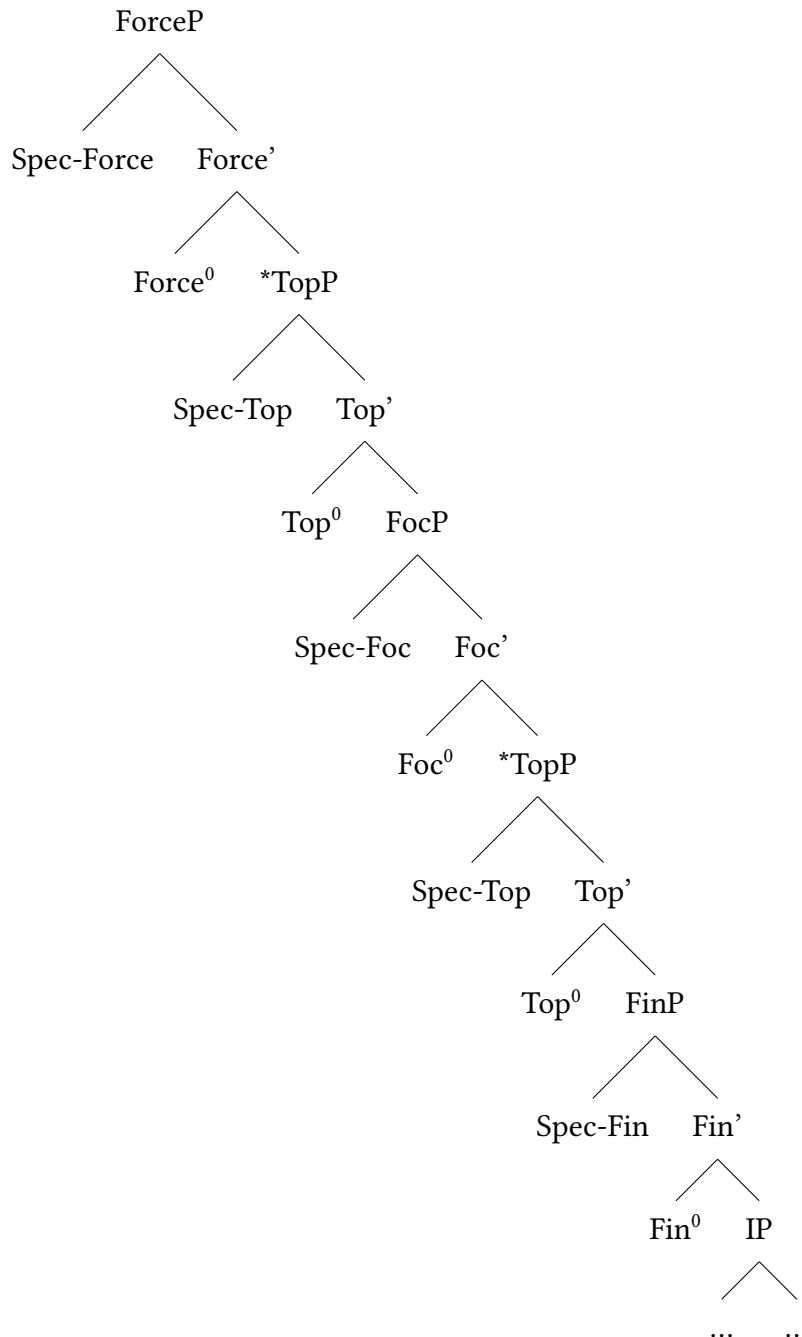 ForceP
Spec-Force Force’
Force⁰ *TopP
Spec-Top Top’
Top⁰ FocP
Spec-Foc Foc’
Foc⁰ *TopP
Spec-Top Top’
Top⁰ FinP
Spec-Fin Fin’
Fin⁰ IP
... ..